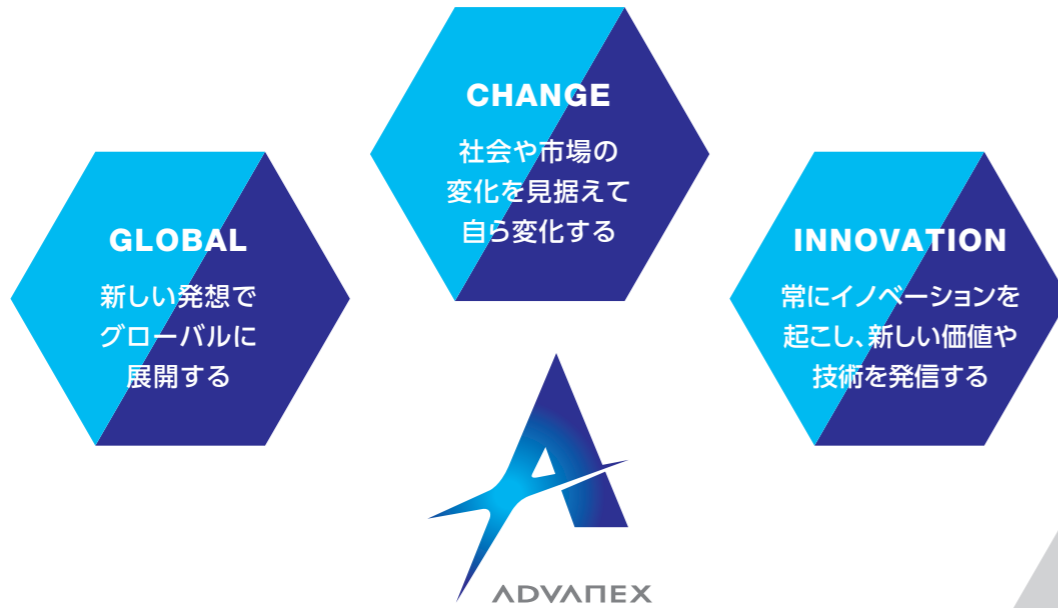 GLOBAL
新しい発想で
グローバルに
展開する
CHANGE
社会や市場の
変化を見据えて
自ら変化する
INNOVATION
常にイノベーションを
起こし、新しい価値や
技術を発信する
ADVANEX